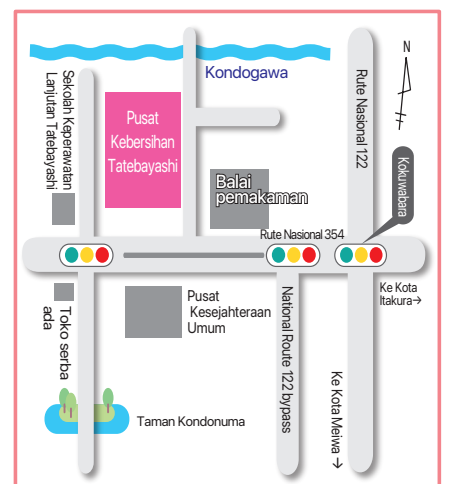 Kondogawa
N
Sekolah Keperawatan
Lanjutan Tatebayashi
Pusat
Kebersihan
Tatebayashi
Rute Nasional 122
Kokuwabara
Balai
pemakaman
Rute Nasional 354
Ke Kota
Itakura→
Toko serba
ada
Pusat
Kesejahteraan
Umum
National Route 122 bypass
Ke Kota Meiwa →
Taman Kondonuma